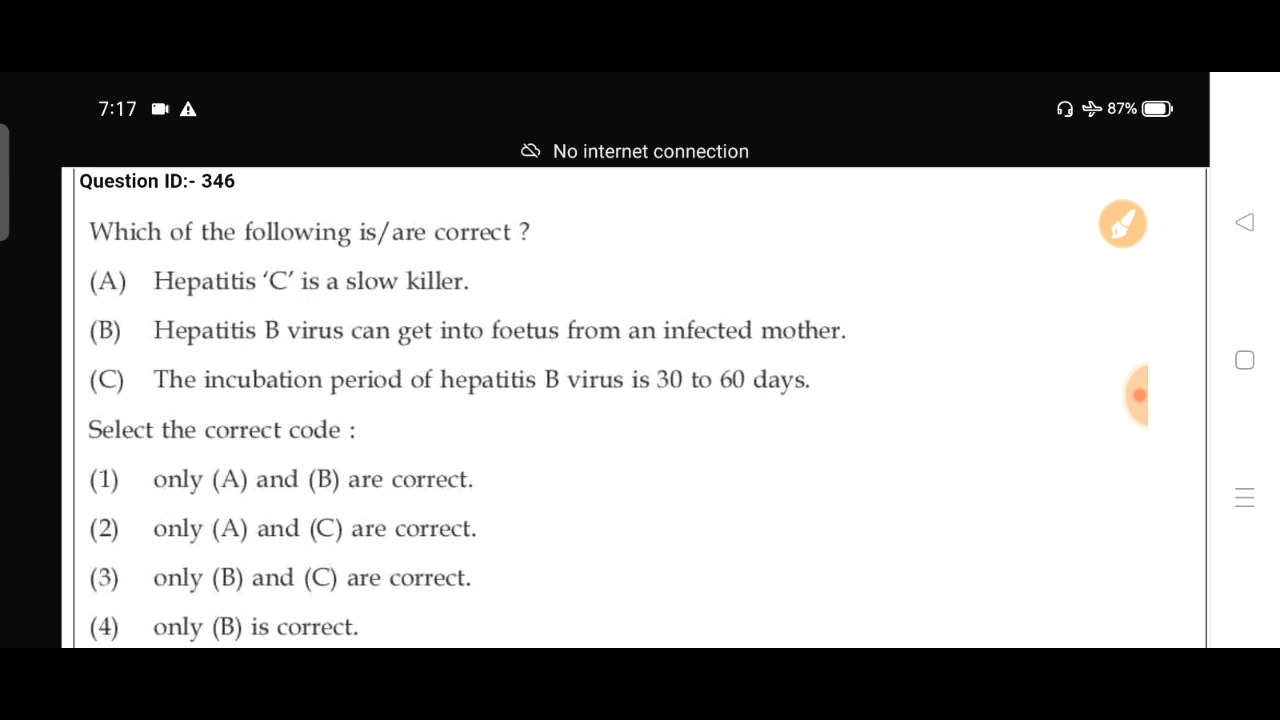 7:17 87%
No internet connection
Question ID:- 346
Which of the following is/are correct ?
(A) Hepatitis ‘C’ is a slow killer.
(B) Hepatitis B virus can get into foetus from an infected mother.
(C) The incubation period of hepatitis B virus is 30 to 60 days.
Select the correct code :
(1) only (A) and (B) are correct.
(2) only (A) and (C) are correct.
(3) only (B) and (C) are correct.
(4) only (B) is correct.